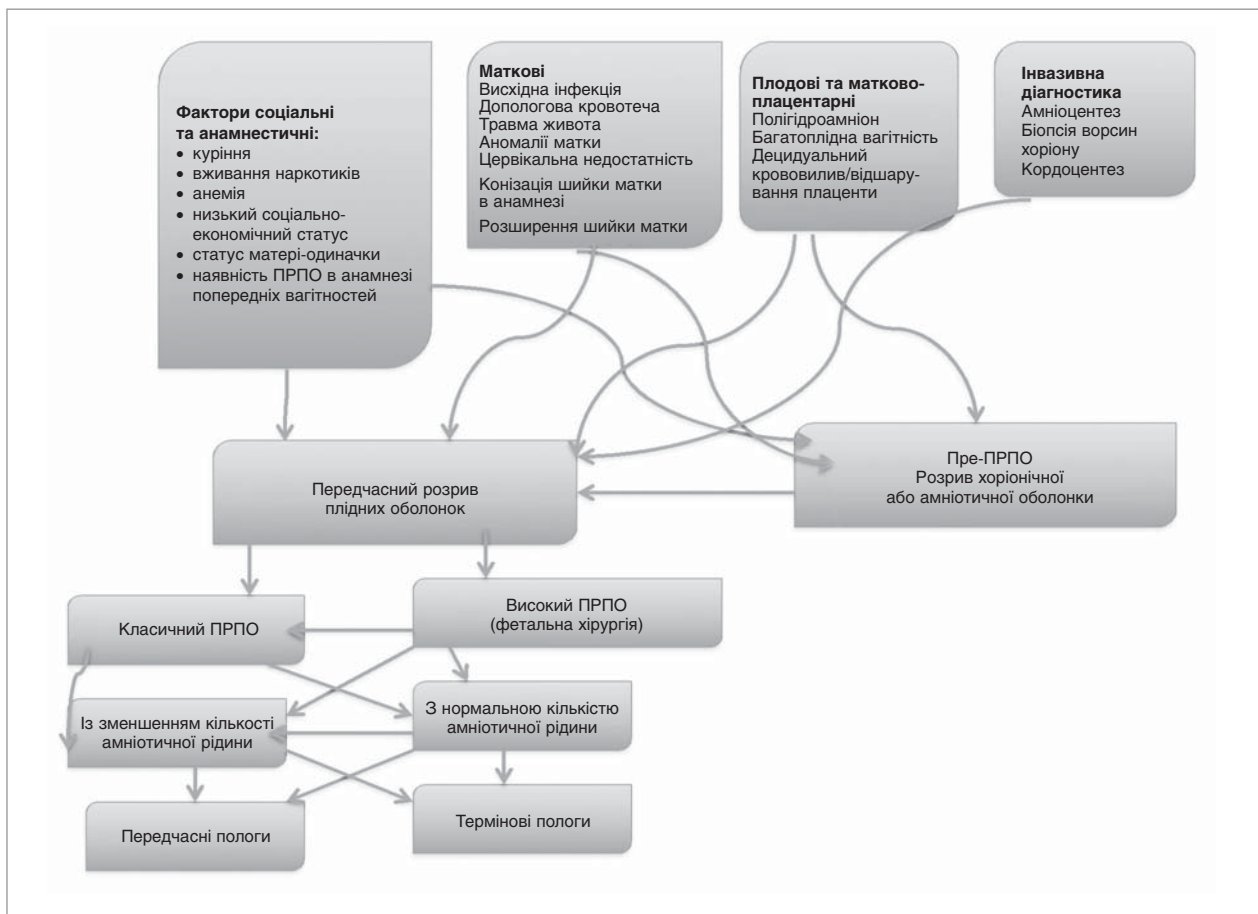 Фактори соціальні
та анамнестичні:
• куріння
• вживання наркотиків
• анемія
• низький соціально-
економічний статус
• статус матері-одиначки
• наявність ПРПО в анамнезі
попередніх вагітностей
Маткові
Висхідна інфекція
Допологова кровотеча
Травма живота
Аномалії матки
Цервікальна недостатність
Конізація шийки матки
в анамнезі
Розширення шийки матки
Плодові та матково-
плацентарні
Полігідроамніон
Багатоплідна вагітність
Децидуальний
крововилив/відшару-
вування плаценти
Інвазивна
діагностика
Амніоцентез
Біопсія ворсин
хоріону
Кордоцентез
Передчасний розрив
плідних оболонок
Пре-ПРПО
Розрив хоріонічної
або амніотичної оболонки
Класичний ПРПО
Високий ПРПО
(фетальна хірургія)
Із зменшенням кількості
амніотичної рідини
З нормальною кількістю
амніотичної рідини
Передчасні пологи
Термінові пологи